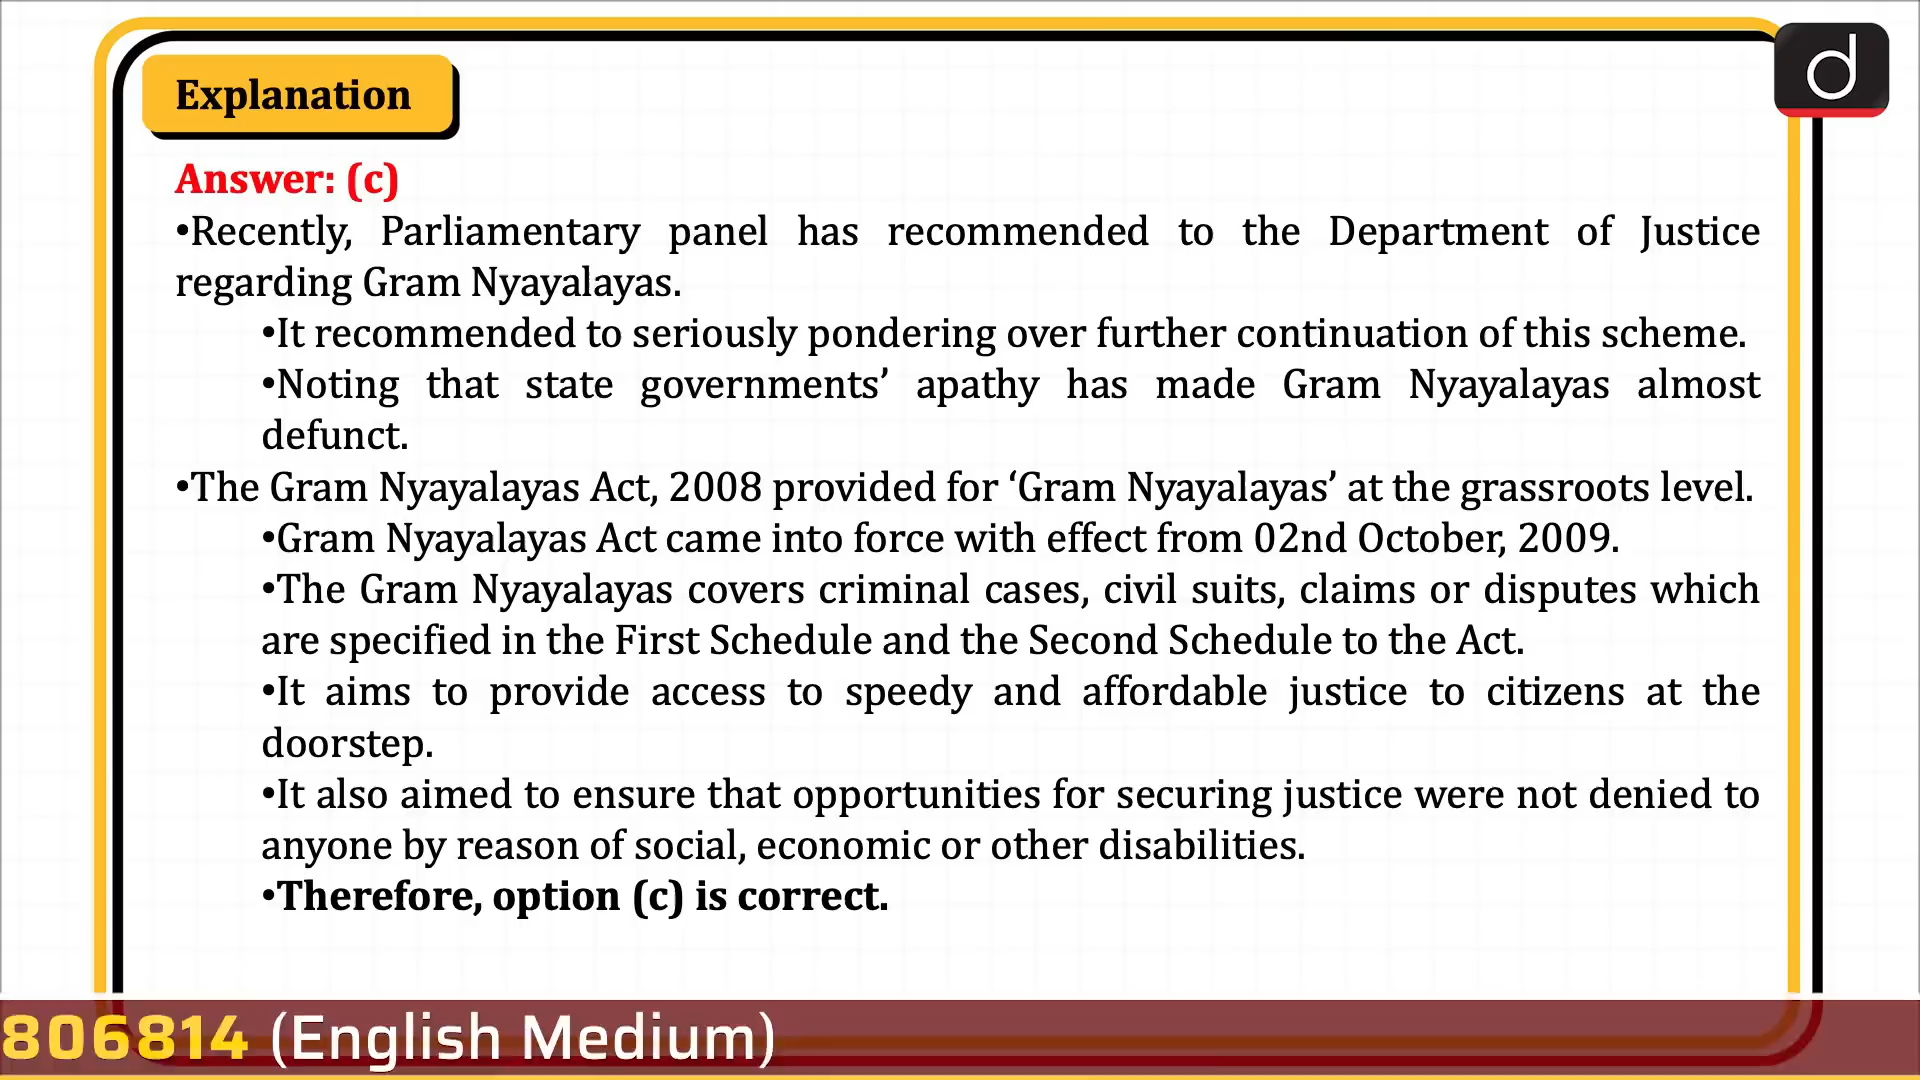 Explanation
d
Answer: (c)
•Recently, Parliamentary panel has recommended to the Department of Justice
regarding Gram Nyayalayas.
•It recommended to seriously pondering over further continuation of this scheme.
•Noting that state governments’ apathy has made Gram Nyayalayas almost
defunct.
•The Gram Nyayalayas Act, 2008 provided for ‘Gram Nyayalayas’ at the grassroots level.
•Gram Nyayalayas Act came into force with effect from 02nd October, 2009.
•The Gram Nyayalayas covers criminal cases, civil suits, claims or disputes which
are specified in the First Schedule and the Second Schedule to the Act.
•It aims to provide access to speedy and affordable justice to citizens at the
doorstep.
•It also aimed to ensure that opportunities for securing justice were not denied to
anyone by reason of social, economic or other disabilities.
•Therefore, option (c) is correct.
806814 (English Medium)